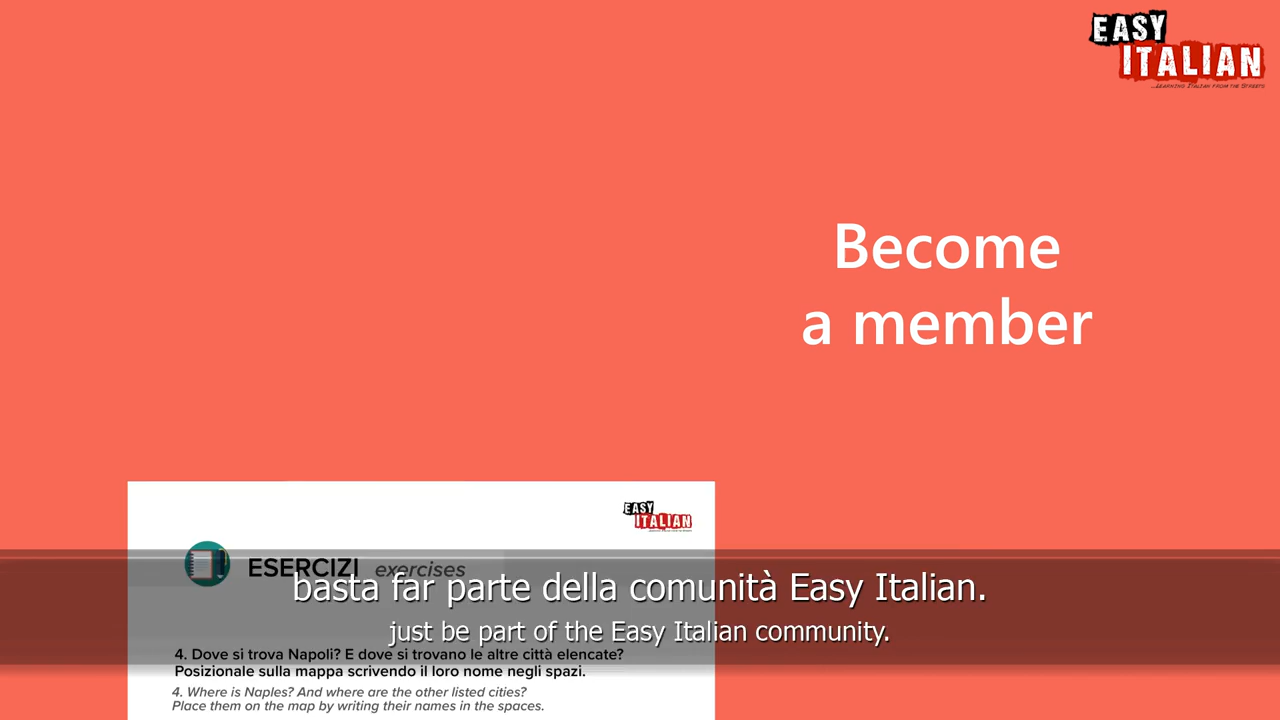 EASY
ITALIAN
...LEARNING ITALIAN FROM THE STREETS
Become
a member
EASY
ITALIAN
ESERCIZI exercises
basta far parte della comunità Easy Italian.
just be part of the Easy Italian community.
4. Dove si trova Napoli? E dove si trovano le altre città elencate?
Posizionale sulla mappa scrivendo il loro nome negli spazi.
4. Where is Naples? And where are the other listed cities?
Place them on the map by writing their names in the spaces.